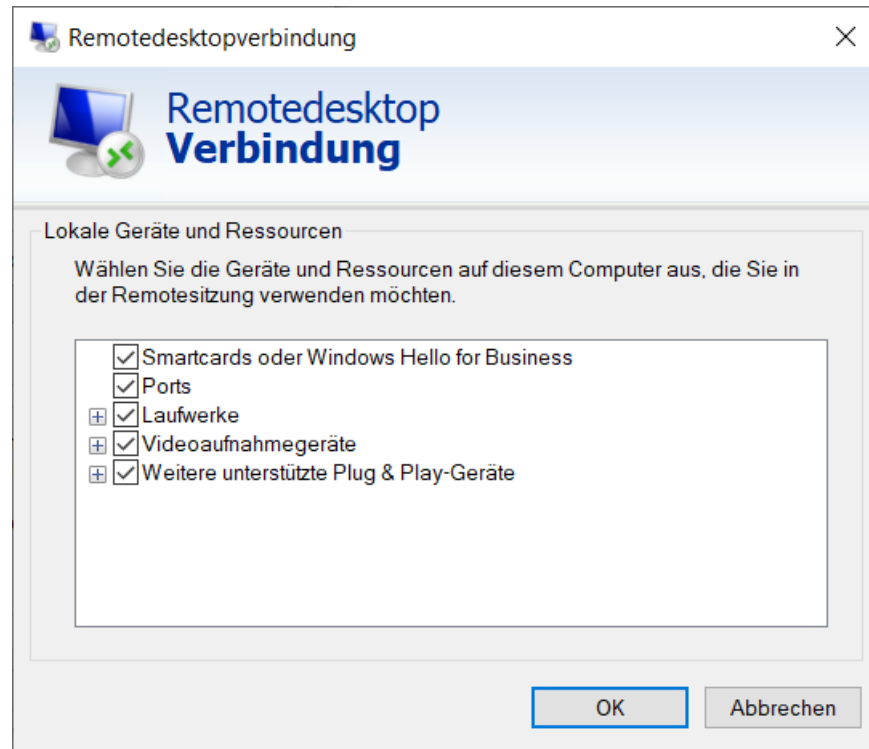 Remotedesktopverbindung
Remotedesktop
Verbindung
Lokale Geräte und Ressourcen
Wählen Sie die Geräte und Ressourcen auf diesem Computer aus, die Sie in
der Remotesitzung verwenden möchten.
Smartcards oder Windows Hello for Business
Ports
Laufwerke
Videoaufnahmegeräte
Weitere unterstützte Plug & Play-Geräte
OK
Abbrechen